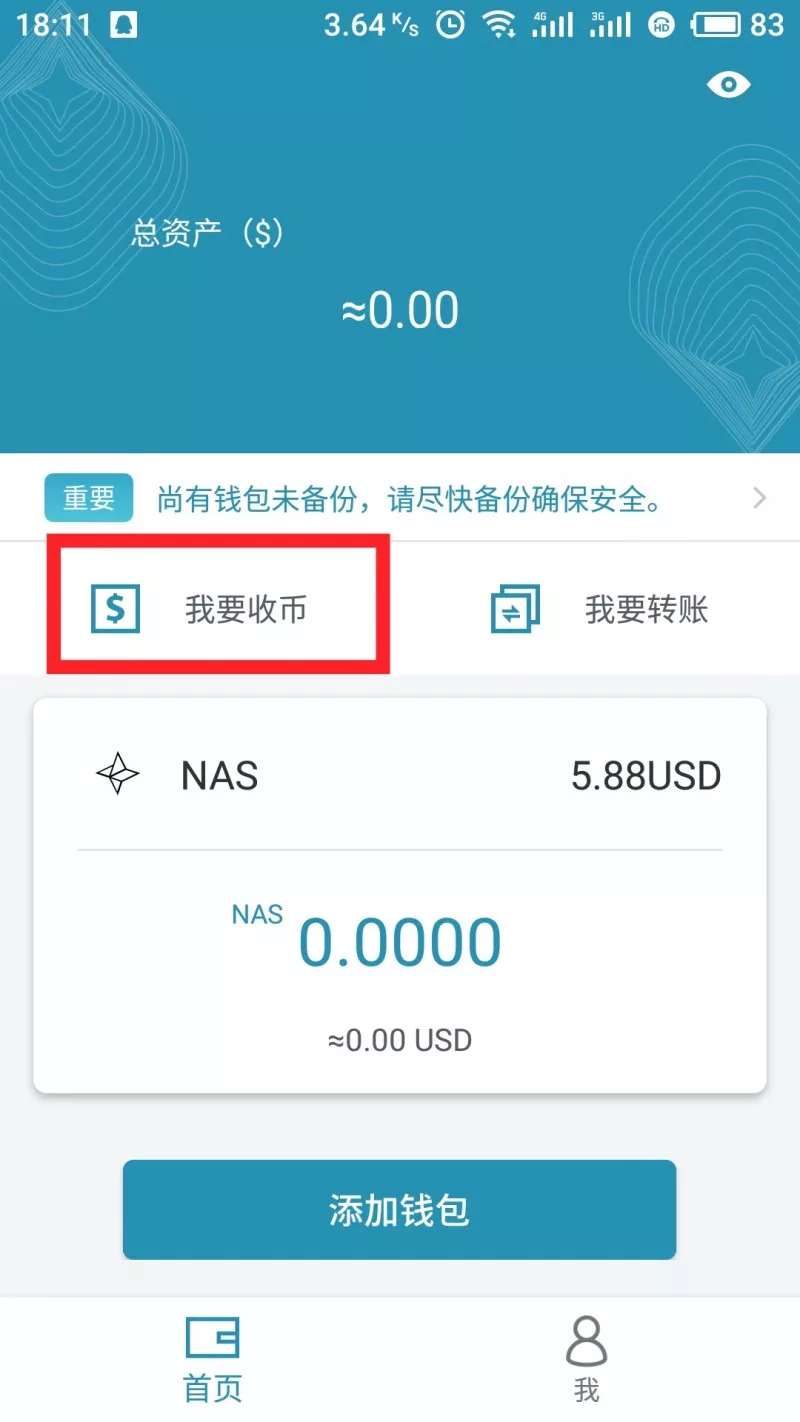 18:11 3.64 K/s 4G 3G HD 83
总资产（$）
≈0.00
重要 尚有钱包未备份，请尽快备份确保安全。
$ 我要收币 我要转账
NAS 5.88USD
NAS 0.0000
≈0.00 USD
添加钱包
首页 我